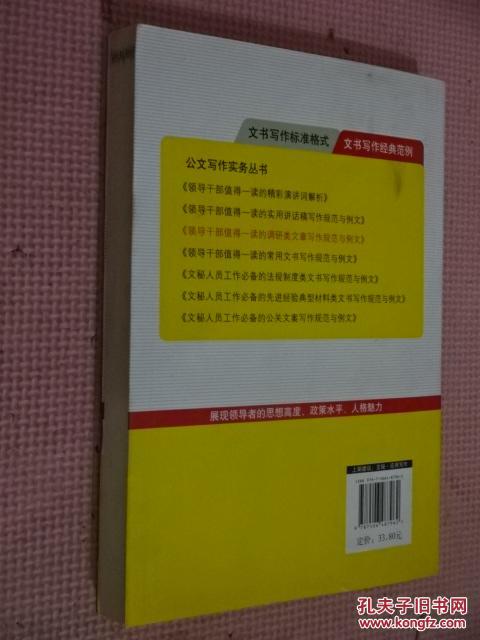 文书写作标准格式
文书写作经典范例
公文写作实务丛书
《领导干部值得一读的精彩演讲词解析》
《领导干部值得一读的实用讲话稿写作规范与例文》
《领导干部值得一读的调研类文章写作规范与例文》
《领导干部值得一读的常用文书写作规范与例文》
《文秘人员工作必备的法规制度类文书写作规范与例文》
《文秘人员工作必备的先进经验典型材料类文书写作规范与例文》
《文秘人员工作必备的公关文案写作规范与例文》
展现领导者的思想高度、政策水平、人格魅力
定价：33.80元
孔夫子旧书网
www.kongfz.com